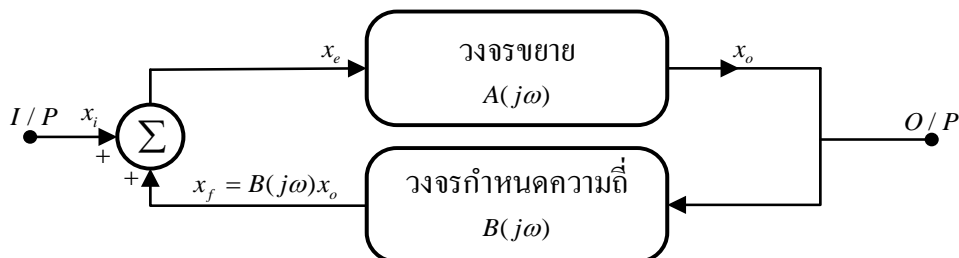 x_e
วงจรขยาย
A(jω)
x_o
I / P
x_i
+
Σ
+
O / P
x_f = B(jω)x_o
วงจรกำหนดความถี่
B(jω)